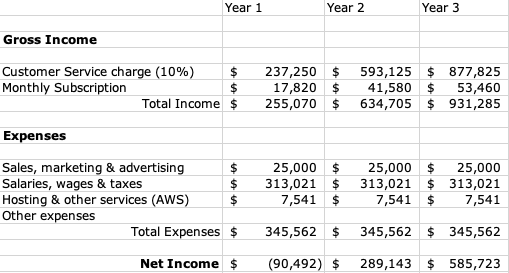 Year 1 Year 2 Year 3
Gross Income
Customer Service charge (10%) $ 237,250 $ 593,125 $ 877,825
Monthly Subscription $ 17,820 $ 41,580 $ 53,460
Total Income $ 255,070 $ 634,705 $ 931,285
Expenses
Sales, marketing & advertising $ 25,000 $ 25,000 $ 25,000
Salaries, wages & taxes $ 313,021 $ 313,021 $ 313,021
Hosting & other services (AWS) $ 7,541 $ 7,541 $ 7,541
Other expenses
Total Expenses $ 345,562 $ 345,562 $ 345,562
Net Income $ (90,492) $ 289,143 $ 585,723